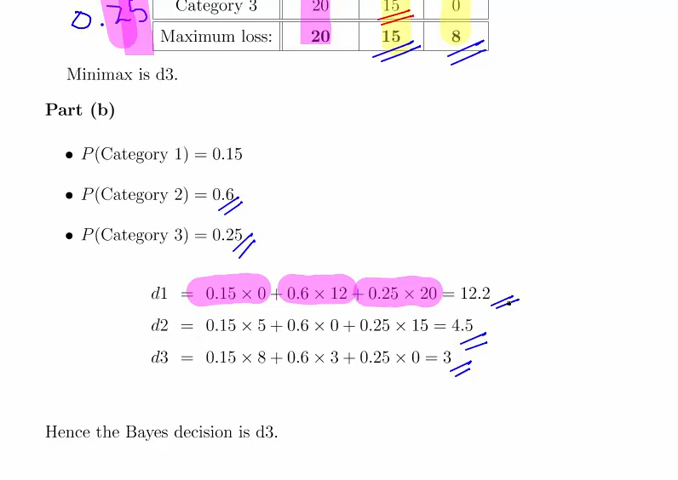 0.25
Category 3 20 15 0
Maximum loss: 20 15 8
Minimax is d3.
Part (b)
• P(Category 1) = 0.15
• P(Category 2) = 0.6
• P(Category 3) = 0.25
d1 = 0.15 × 0 + 0.6 × 12 + 0.25 × 20 = 12.2
d2 = 0.15 × 5 + 0.6 × 0 + 0.25 × 15 = 4.5
d3 = 0.15 × 8 + 0.6 × 3 + 0.25 × 0 = 3
Hence the Bayes decision is d3.